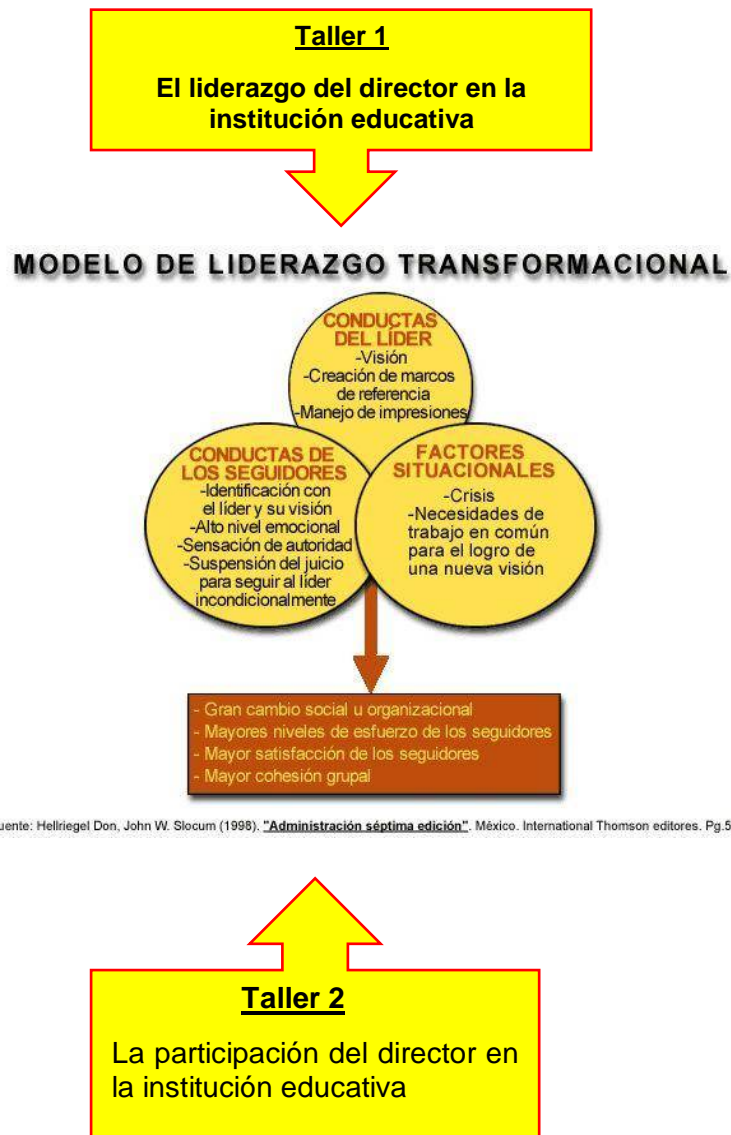 Taller 1
El liderazgo del director en la
institución educativa
MODELO DE LIDERAZGO TRANSFORMACIONAL
CONDUCTAS
DEL LÍDER
-Visión
-Creación de marcos
de referencia
-Manejo de impresiones
CONDUCTAS DE
LOS SEGUIDORES
-Identificación con
el líder y su visión
-Alto nivel emocional
-Sensación de autoridad
-Suspensión del juicio
para seguir al líder
incondicionalmente
FACTORES
SITUACIONALES
-Crisis
-Necesidades de
trabajo en común
para el logro de
una nueva visión
- Gran cambio social u organizacional
- Mayores niveles de esfuerzo de los seguidores
- Mayor satisfacción de los seguidores
- Mayor cohesión grupal
uente: Hellriegel Don, John W. Slocum (1998). "Administración séptima edición". México. International Thomson editores. Pg.5
Taller 2
La participación del director en
la institución educativa